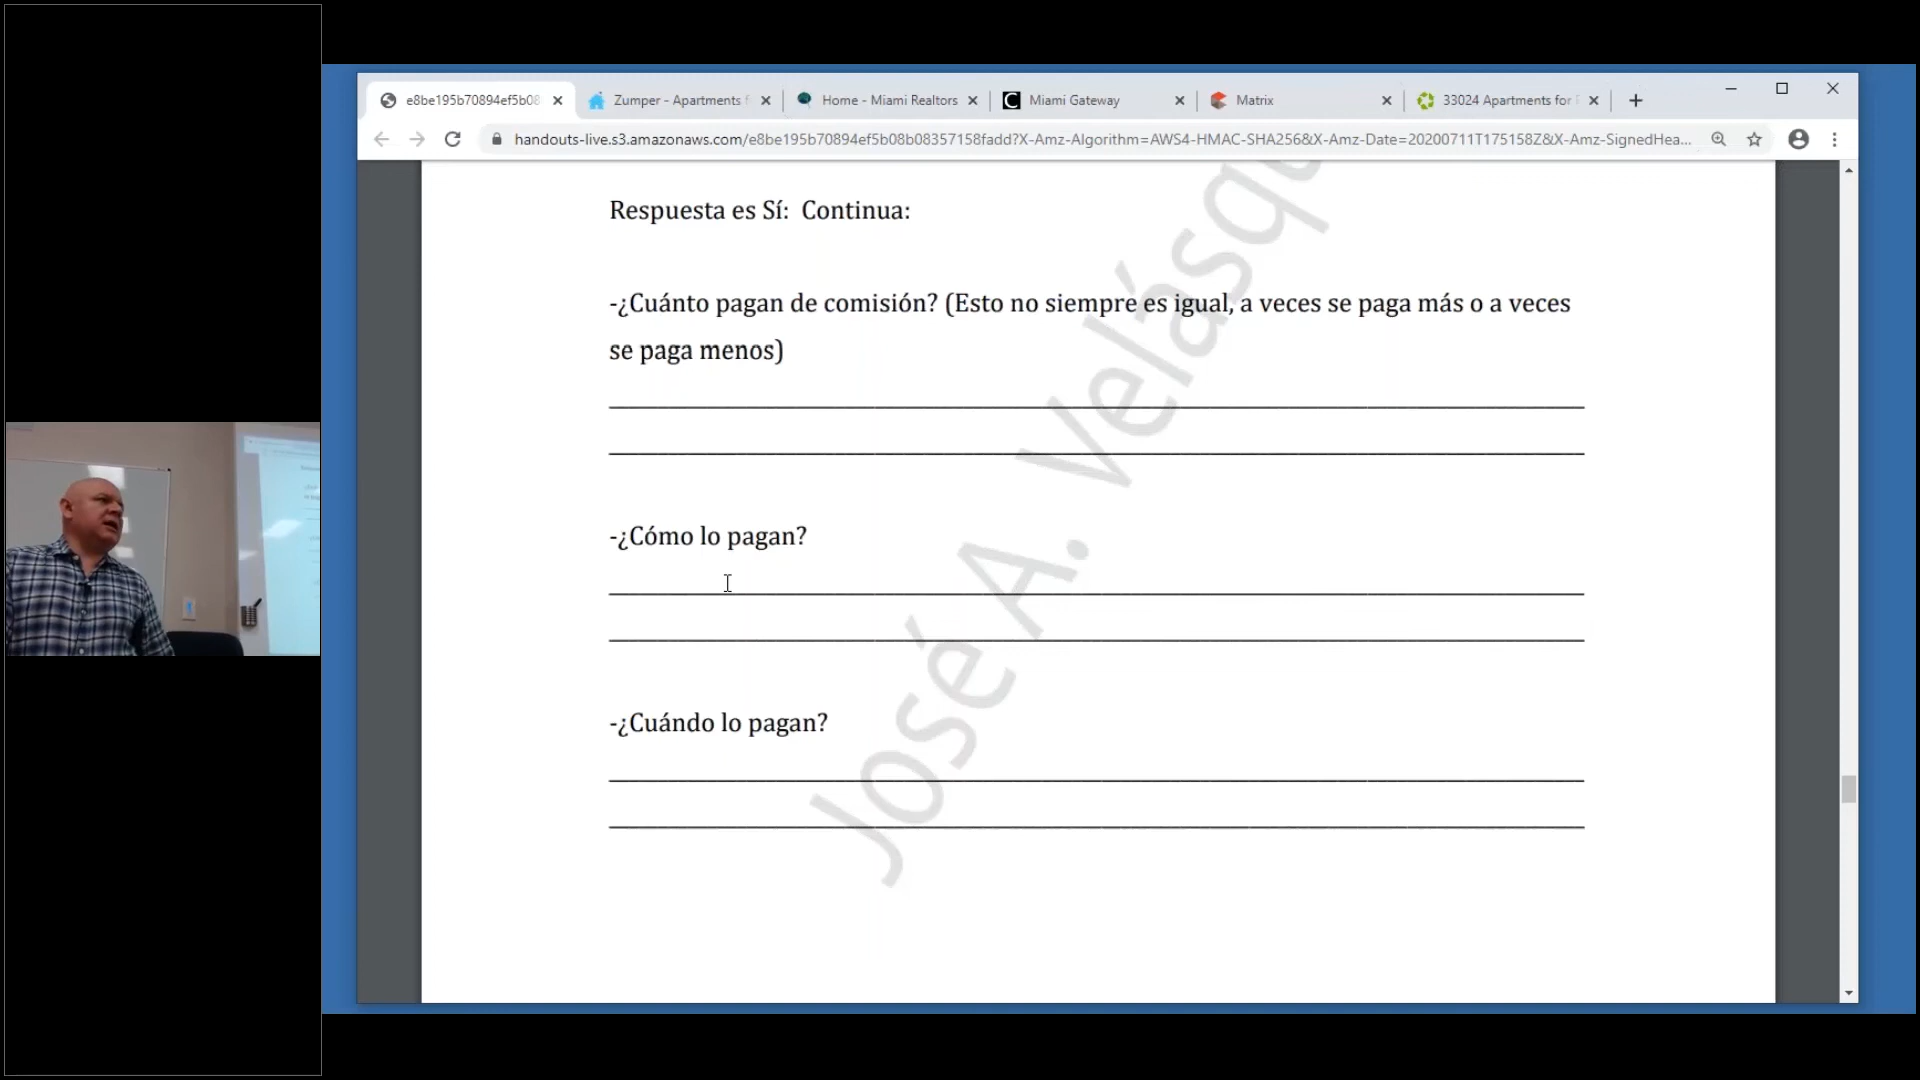 e8be195b70894ef5b08
Zumper - Apartments f
Home - Miami Realtors
Miami Gateway
Matrix
33024 Apartments for
handouts-live.s3.amazonaws.com/e8be195b70894ef5b08b08357158fadd?X-Amz-Algorithm=AWS4-HMAC-SHA256&X-Amz-Date=20200711T175158Z&X-Amz-SignedHea...
Respuesta es Sí:  Continua:
-¿Cuánto pagan de comisión? (Esto no siempre es igual, a veces se paga más o a veces
se paga menos)
-¿Cómo lo pagan?
-¿Cuándo lo pagan?
José A. Velásqu